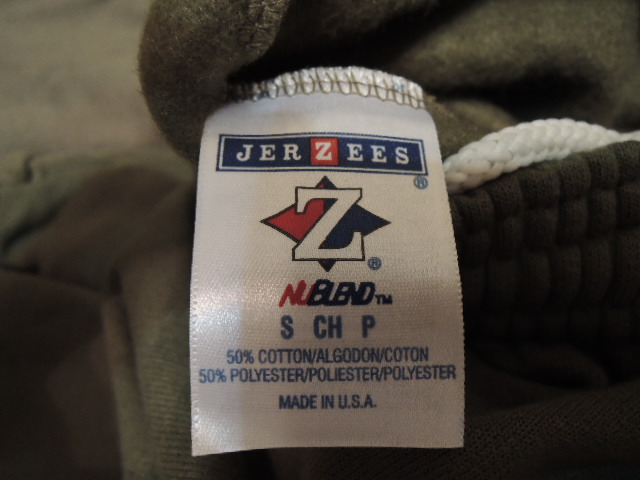 JERZEES®
Z®
NUBLEND™
S CH P
50% COTTON/ALGODON/COTON
50% POLYESTER/POLIESTER/POLYESTER
MADE IN U.S.A.